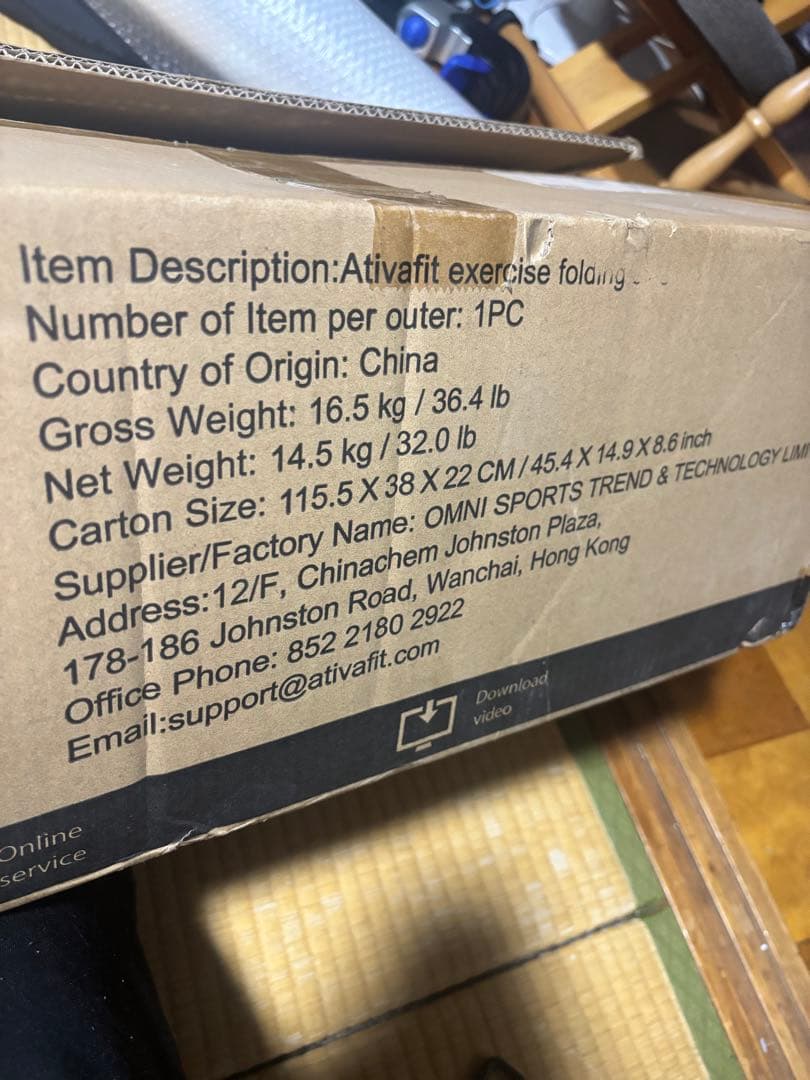 Item Description:Ativafit exercise folding
Number of Item per outer: 1PC
Country of Origin: China
Gross Weight: 16.5 kg / 36.4 lb
Net Weight: 14.5 kg / 32.0 lb
Carton Size: 115.5 X 38 X 22 CM / 45.4 X 14.9 X 8.6 inch
Supplier/Factory Name: OMNI SPORTS TREND & TECHNOLOGY LIMI
Address:12/F, Chinachem Johnston Plaza,
178-186 Johnston Road, Wanchai, Hong Kong
Office Phone: 852 2180 2922
Email:support@ativafit.com
Download
video
Online
service